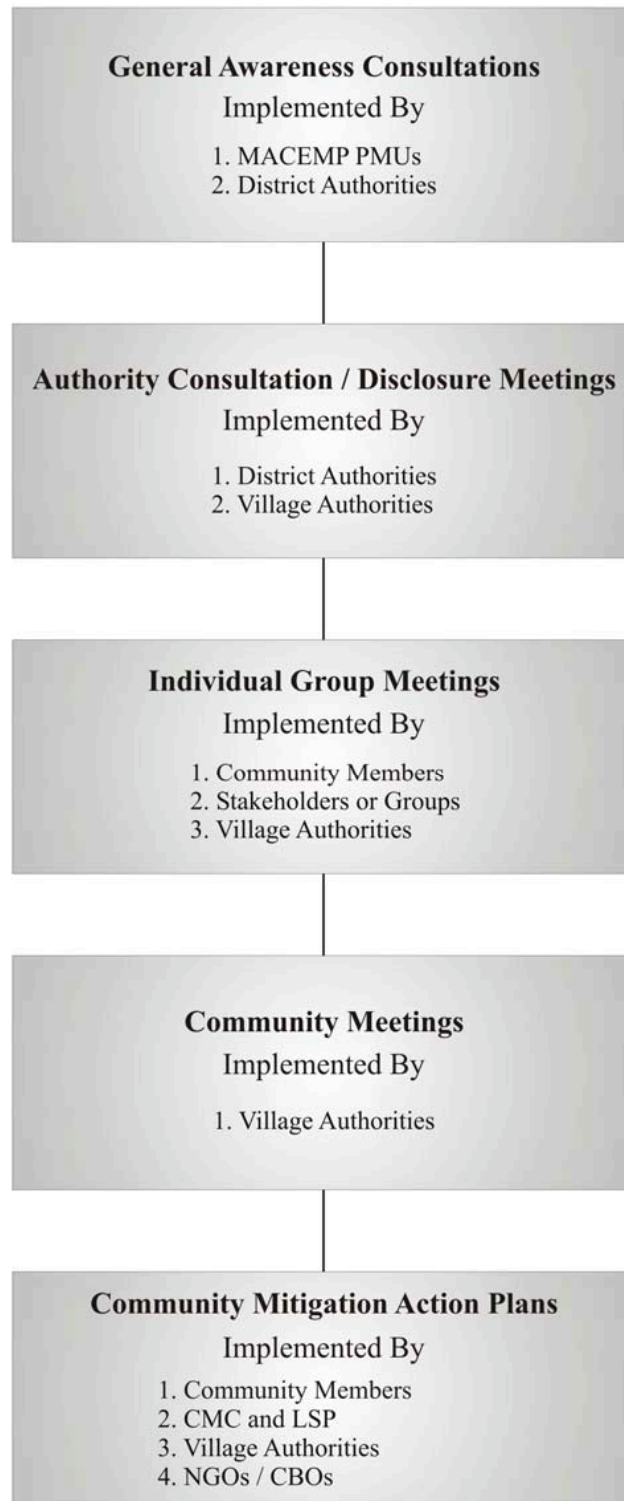 General Awareness Consultations
Implemented By
1. MACEMP PMUs
2. District Authorities
Authority Consultation / Disclosure Meetings
Implemented By
1. District Authorities
2. Village Authorities
Individual Group Meetings
Implemented By
1. Community Members
2. Stakeholders or Groups
3. Village Authorities
Community Meetings
Implemented By
1. Village Authorities
Community Mitigation Action Plans
Implemented By
1. Community Members
2. CMC and LSP
3. Village Authorities
4. NGOs / CBOs